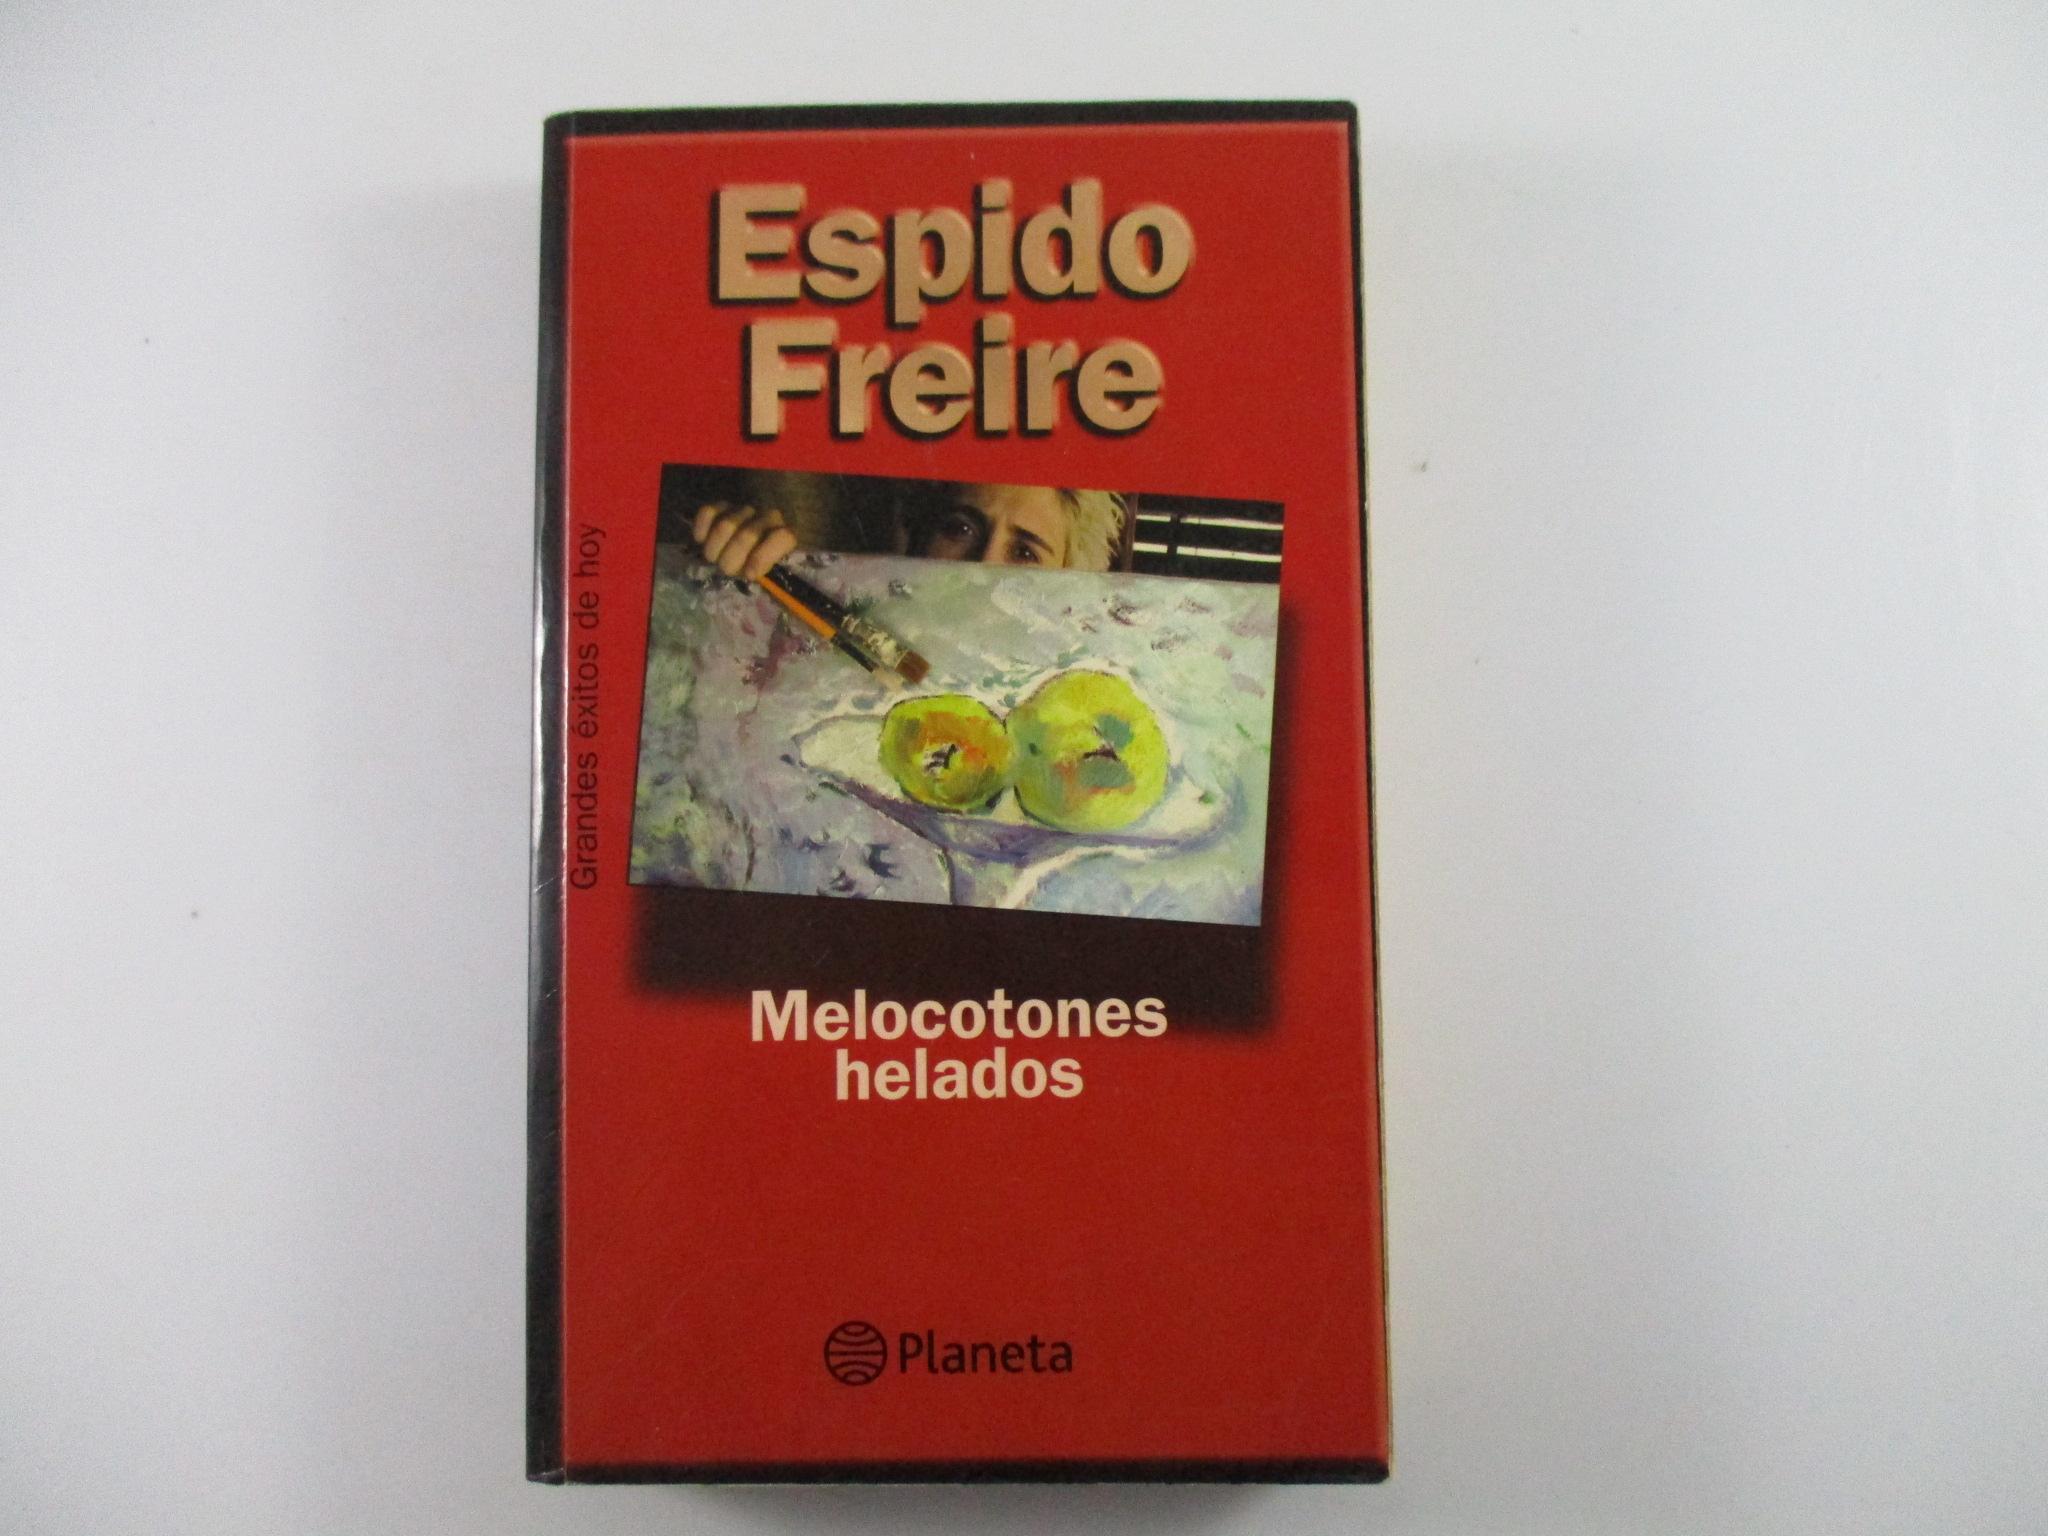 Espido
Freire
Grandes éxitos de hoy
Melocotones
helados
Planeta